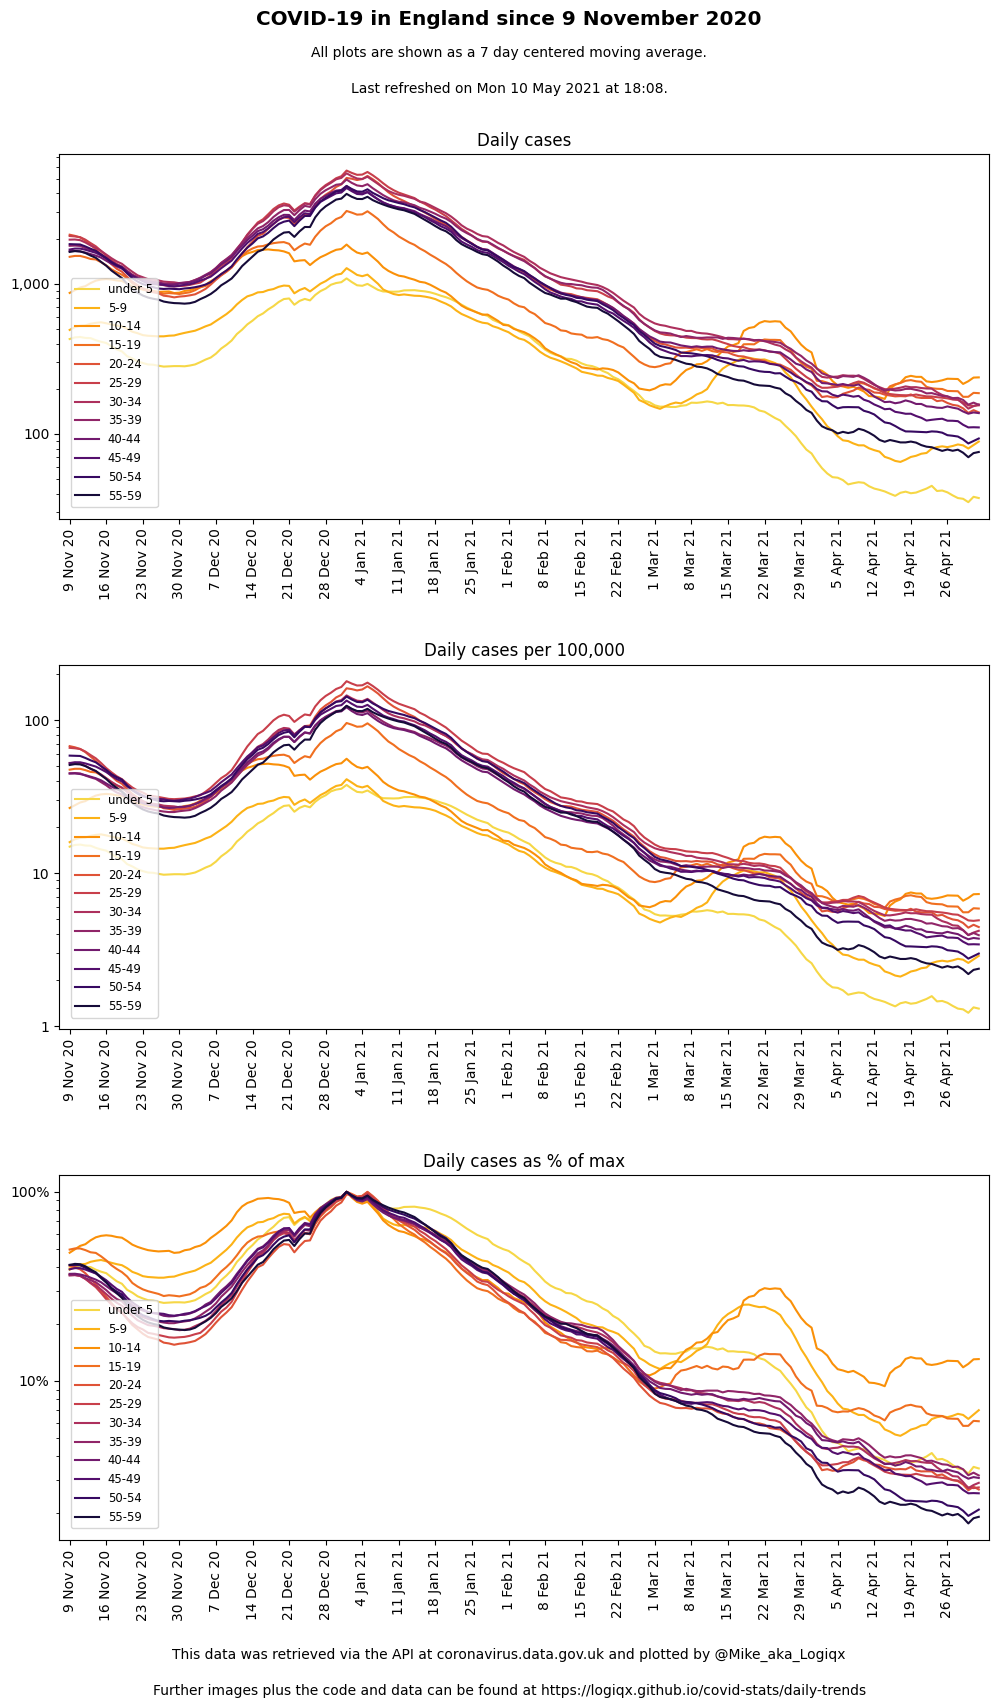 COVID-19 in England since 9 November 2020
All plots are shown as a 7 day centered moving average.
Last refreshed on Mon 10 May 2021 at 18:08.
Daily cases
1,000
100
under 5
5-9
10-14
15-19
20-24
25-29
30-34
35-39
40-44
45-49
50-54
55-59
9 Nov 20
16 Nov 20
23 Nov 20
30 Nov 20
7 Dec 20
14 Dec 20
21 Dec 20
28 Dec 20
4 Jan 21
11 Jan 21
18 Jan 21
25 Jan 21
1 Feb 21
8 Feb 21
15 Feb 21
22 Feb 21
1 Mar 21
8 Mar 21
15 Mar 21
22 Mar 21
29 Mar 21
5 Apr 21
12 Apr 21
19 Apr 21
26 Apr 21
Daily cases per 100,000
100
10
1
under 5
5-9
10-14
15-19
20-24
25-29
30-34
35-39
40-44
45-49
50-54
55-59
9 Nov 20
16 Nov 20
23 Nov 20
30 Nov 20
7 Dec 20
14 Dec 20
21 Dec 20
28 Dec 20
4 Jan 21
11 Jan 21
18 Jan 21
25 Jan 21
1 Feb 21
8 Feb 21
15 Feb 21
22 Feb 21
1 Mar 21
8 Mar 21
15 Mar 21
22 Mar 21
29 Mar 21
5 Apr 21
12 Apr 21
19 Apr 21
26 Apr 21
Daily cases as % of max
100%
10%
under 5
5-9
10-14
15-19
20-24
25-29
30-34
35-39
40-44
45-49
50-54
55-59
9 Nov 20
16 Nov 20
23 Nov 20
30 Nov 20
7 Dec 20
14 Dec 20
21 Dec 20
28 Dec 20
4 Jan 21
11 Jan 21
18 Jan 21
25 Jan 21
1 Feb 21
8 Feb 21
15 Feb 21
22 Feb 21
1 Mar 21
8 Mar 21
15 Mar 21
22 Mar 21
29 Mar 21
5 Apr 21
12 Apr 21
19 Apr 21
26 Apr 21
This data was retrieved via the API at coronavirus.data.gov.uk and plotted by @Mike_aka_Logiqx
Further images plus the code and data can be found at https://logiqx.github.io/covid-stats/daily-trends